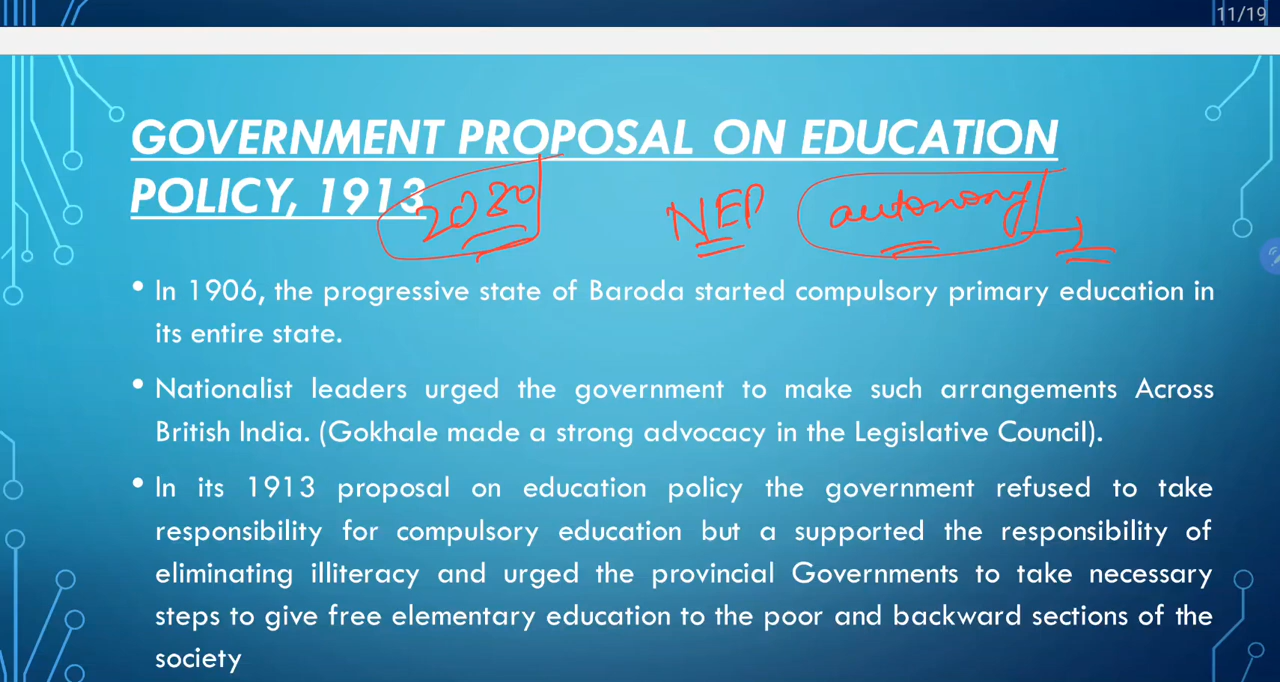 11/19
GOVERNMENT PROPOSAL ON EDUCATION
POLICY, 1913
2030
NEP
autonomy
• In 1906, the progressive state of Baroda started compulsory primary education in
its entire state.
• Nationalist leaders urged the government to make such arrangements Across
British India. (Gokhale made a strong advocacy in the Legislative Council).
• In its 1913 proposal on education policy the government refused to take
responsibility for compulsory education but a supported the responsibility of
eliminating illiteracy and urged the provincial Governments to take necessary
steps to give free elementary education to the poor and backward sections of the
society